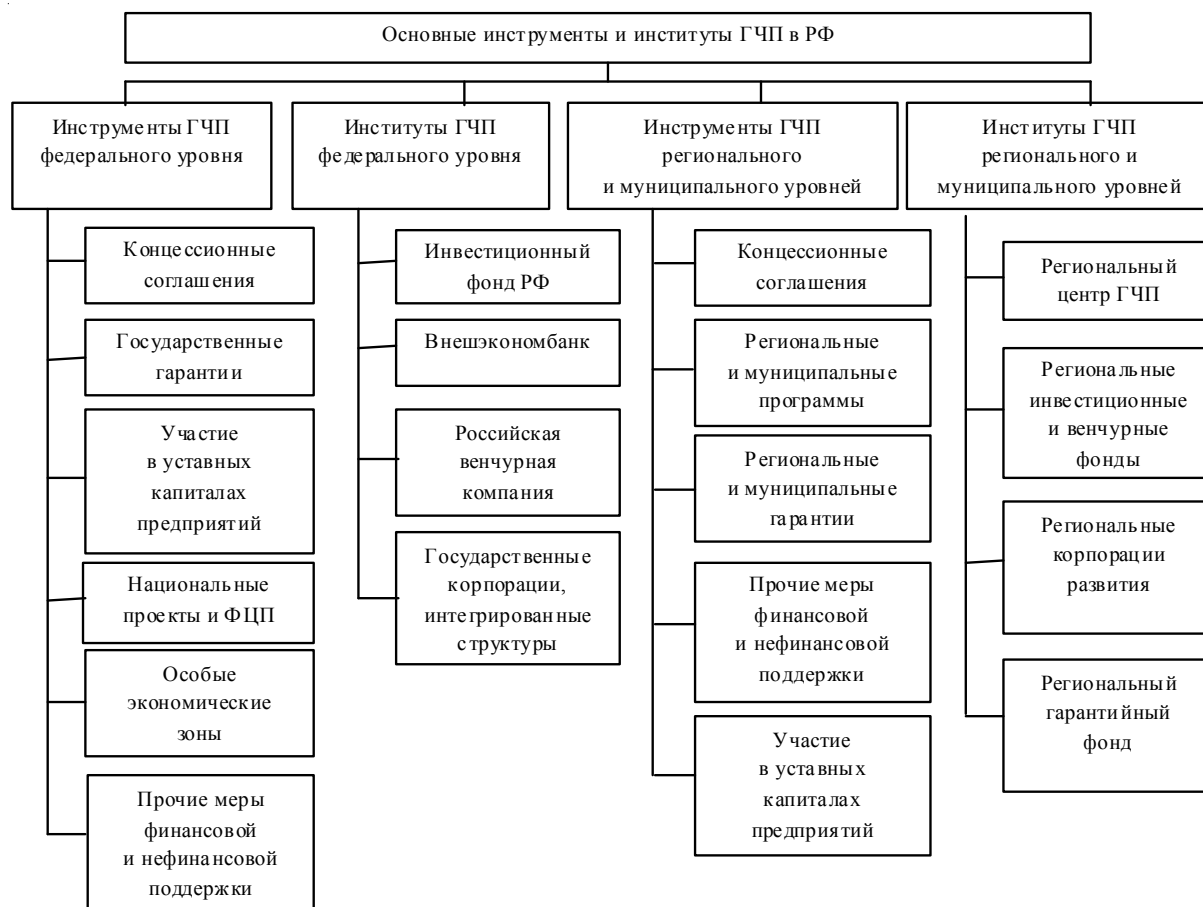 Основные инструменты и институты ГЧП в РФ
Инструменты ГЧП
федерального уровня
Институты ГЧП
федерального уровня
Инструменты ГЧП
регионального
и муниципального уровней
Институты ГЧП
регионального и
муниципального уровней
Концессионные
соглашения
Государственные
гарантии
Участие
в уставных
капиталах
предприятий
Национальные
проекты и ФЦП
Особые
экономические
зоны
Прочие меры
финансовой
и нефинансовой
поддержки
Инвестиционный
фонд РФ
Внешэкономбанк
Российская
венчурная
компания
Государственные
корпорации,
интегрированные
структуры
Концессионные
соглашения
Региональные
и муниципальные
программы
Региональные
и муниципальные
гарантии
Прочие меры
финансовой
и нефинансовой
поддержки
Участие
в уставных
капиталах
предприятий
Региональный
центр ГЧП
Региональные
инвестиционные
и венчурные
фонды
Региональные
корпорации
развития
Региональный
гарантийный
фонд